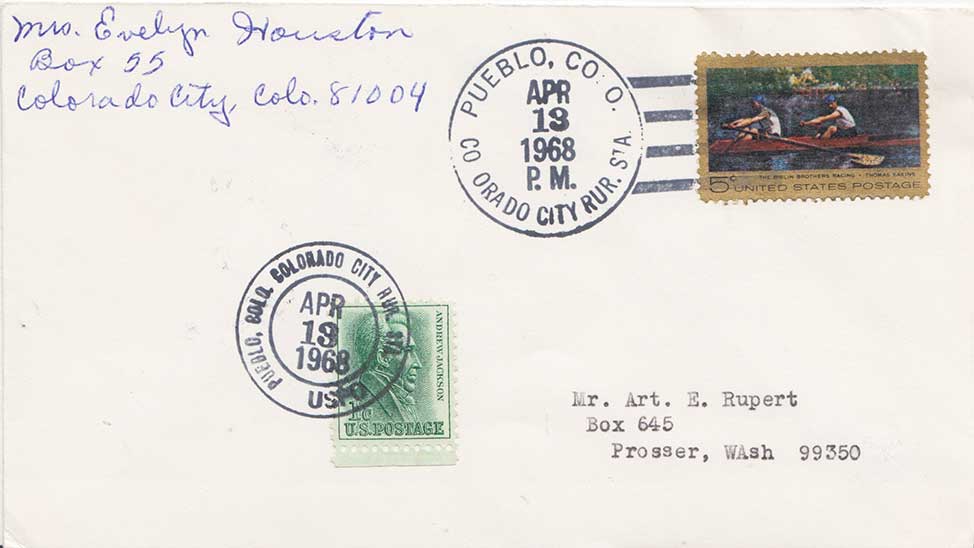 Mrs. Evelyn Houston
Box 55
Colorado City, Colo. 81004
PUEBLO, CO. O.
APR
13
1968
P. M.
CO ORADO CITY RUR. STA.
THE BIGLIN BROTHERS RACING • THOMAS EAKINS
5¢ UNITED STATES POSTAGE
PUEBLO, COLO. COLORADO CITY RUR.
APR
13
1968
USPO
ANDREW JACKSON
1¢
U.S. POSTAGE
Mr. Art. E. Rupert
Box 645
Prosser, WAsh 99350